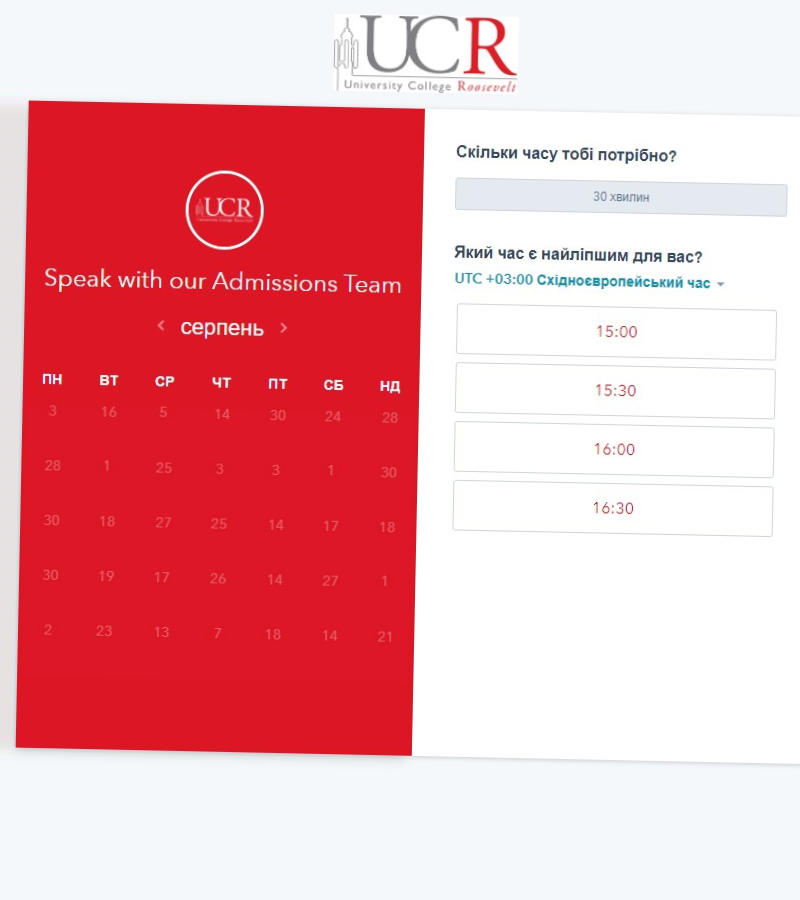 UCR
University College Roosevelt
UCR
Speak with our Admissions Team
серпень
ПН ВТ СР ЧТ ПТ СБ НД
3 16 5 14 30 24 28
28 1 25 3 3 1 30
30 18 27 25 14 17 18
30 19 17 26 14 27 1
2 23 13 7 18 14 21
Скільки часу тобі потрібно?
30 хвилин
Який час є найліпшим для вас?
UTC +03:00 Східноєвропейський час
15:00
15:30
16:00
16:30